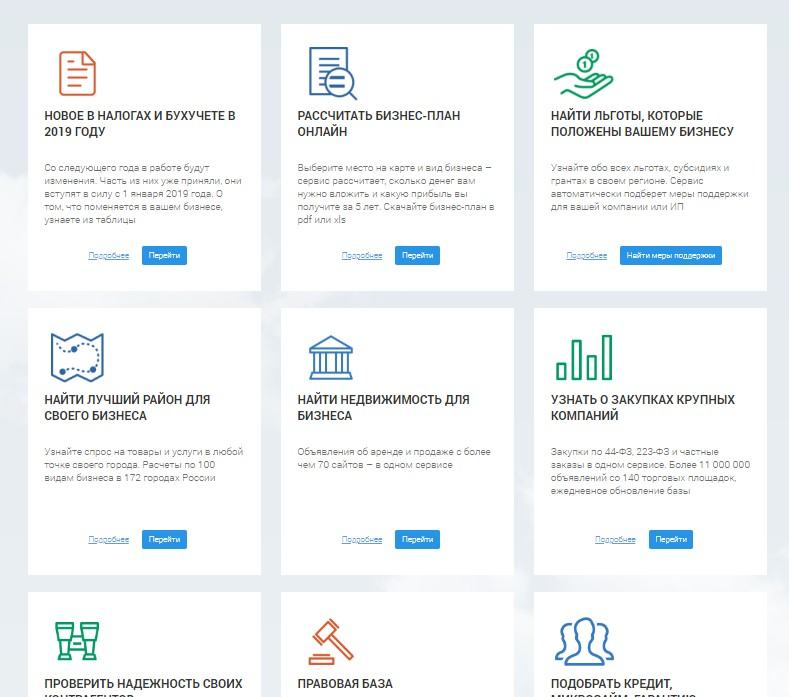 НОВОЕ В НАЛОГАХ И БУХУЧЕТЕ В
2019 ГОДУ
Со следующего года в работе будут
изменения. Часть из них уже приняли, они
вступят в силу с 1 января 2019 года. О
том, что поменяется в вашем бизнесе,
узнаете из таблицы
Подробнее Перейти
РАССЧИТАТЬ БИЗНЕС-ПЛАН
ОНЛАЙН
Выберите место на карте и вид бизнеса –
сервис рассчитает, сколько денег вам
нужно вложить и какую прибыль вы
получите за 5 лет. Скачайте бизнес-план в
pdf или xls
Подробнее Перейти
1
1
НАЙТИ ЛЬГОТЫ, КОТОРЫЕ
ПОЛОЖЕНЫ ВАШЕМУ БИЗНЕСУ
Узнайте обо всех льготах, субсидиях и
грантах в своем регионе. Сервис
автоматически подберет меры поддержки
для вашей компании или ИП
Подробнее Найти меры поддержки
НАЙТИ ЛУЧШИЙ РАЙОН ДЛЯ
СВОЕГО БИЗНЕСА
Узнайте спрос на товары и услуги в любой
точке своего города. Расчеты по 100
видам бизнеса в 172 городах России
Подробнее Перейти
НАЙТИ НЕДВИЖИМОСТЬ ДЛЯ
БИЗНЕСА
Объявления об аренде и продаже с более
чем 70 сайтов – в одном сервисе
Подробнее Перейти
УЗНАТЬ О ЗАКУПКАХ КРУПНЫХ
КОМПАНИЙ
Закупки по 44-ФЗ, 223-ФЗ и частные
заказы в одном сервисе. Более 11 000 000
объявлений со 140 торговых площадок,
ежедневное обновление базы
Подробнее Перейти
ПРОВЕРИТЬ НАДЕЖНОСТЬ СВОИХ
ПРАВОВАЯ БАЗА
ПОДОБРАТЬ КРЕДИТ,